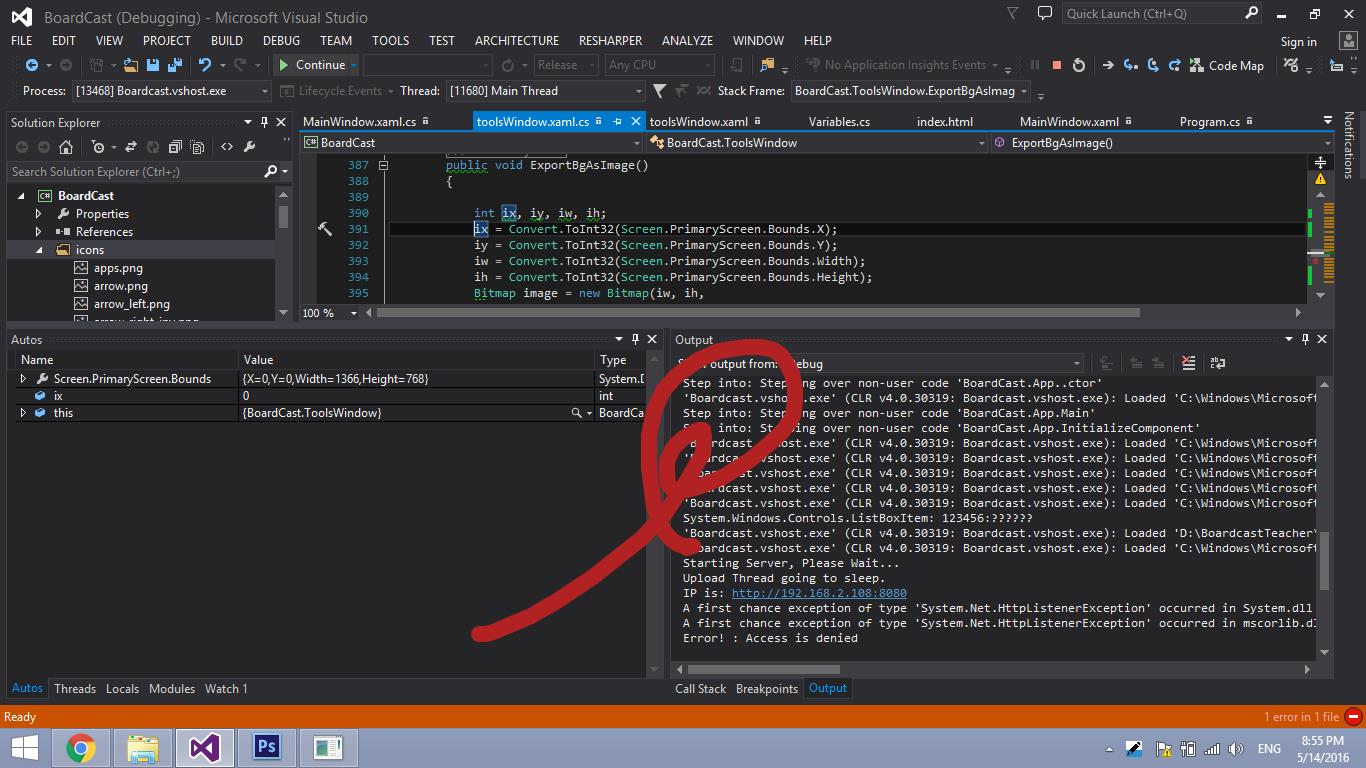 BoardCast (Debugging) - Microsoft Visual Studio
Quick Launch (Ctrl+Q)
FILE EDIT VIEW PROJECT BUILD DEBUG TEAM TOOLS TEST ARCHITECTURE RESHARPER ANALYZE WINDOW HELP
Sign in
Continue Release Any CPU No Application Insights Events Code Map
Process: [13468] Boardcast.vshost.exe Lifecycle Events Thread: [11680] Main Thread Stack Frame: BoardCast.ToolsWindow.ExportBgAsImag
Solution Explorer
Search Solution Explorer (Ctrl+;)
BoardCast
Properties
References
icons
apps.png
arrow.png
arrow_left.png
MainWindow.xaml.cs toolsWindow.xaml.cs toolsWindow.xaml Variables.cs index.html MainWindow.xaml Program.cs
BoardCast BoardCast.ToolsWindow ExportBgAsImage()
387 public void ExportBgAsImage()
388 {
389
390 int ix, iy, iw, ih;
391 ix = Convert.ToInt32(Screen.PrimaryScreen.Bounds.X);
392 iy = Convert.ToInt32(Screen.PrimaryScreen.Bounds.Y);
393 iw = Convert.ToInt32(Screen.PrimaryScreen.Bounds.Width);
394 ih = Convert.ToInt32(Screen.PrimaryScreen.Bounds.Height);
395 Bitmap image = new Bitmap(iw, ih,
100 %
Notifications
Autos
Name Value Type
Screen.PrimaryScreen.Bounds {X=0,Y=0,Width=1366,Height=768} System.D
ix 0 int
this {BoardCast.ToolsWindow} BoardCa
Autos Threads Locals Modules Watch 1
Output
output from: Debug
Step into: Stepping over non-user code 'BoardCast.App..ctor'
'Boardcast.vshost.exe' (CLR v4.0.30319: Boardcast.vshost.exe): Loaded 'C:\Windows\Microsoft
Step into: Stepping over non-user code 'BoardCast.App.Main'
Step into: Stepping over non-user code 'BoardCast.App.InitializeComponent'
'Boardcast.vshost.exe' (CLR v4.0.30319: Boardcast.vshost.exe): Loaded 'C:\Windows\Microsoft
'Boardcast.vshost.exe' (CLR v4.0.30319: Boardcast.vshost.exe): Loaded 'C:\Windows\Microsoft
'Boardcast.vshost.exe' (CLR v4.0.30319: Boardcast.vshost.exe): Loaded 'C:\Windows\Microsoft
'Boardcast.vshost.exe' (CLR v4.0.30319: Boardcast.vshost.exe): Loaded 'C:\Windows\Microsoft
'Boardcast.vshost.exe' (CLR v4.0.30319: Boardcast.vshost.exe): Loaded 'C:\Windows\Microsoft
System.Windows.Controls.ListBoxItem: 123456:??????
'Boardcast.vshost.exe' (CLR v4.0.30319: Boardcast.vshost.exe): Loaded 'D:\BoardcastTeacher\
'Boardcast.vshost.exe' (CLR v4.0.30319: Boardcast.vshost.exe): Loaded 'C:\Windows\Microsoft
Starting Server, Please Wait...
Upload Thread going to sleep.
IP is: http://192.168.2.108:8080
A first chance exception of type 'System.Net.HttpListenerException' occurred in System.dll
A first chance exception of type 'System.Net.HttpListenerException' occurred in mscorlib.dl
Error! : Access is denied
Call Stack Breakpoints Output
Ready
1 error in 1 file
Ps
ENG
8:55 PM
5/14/2016